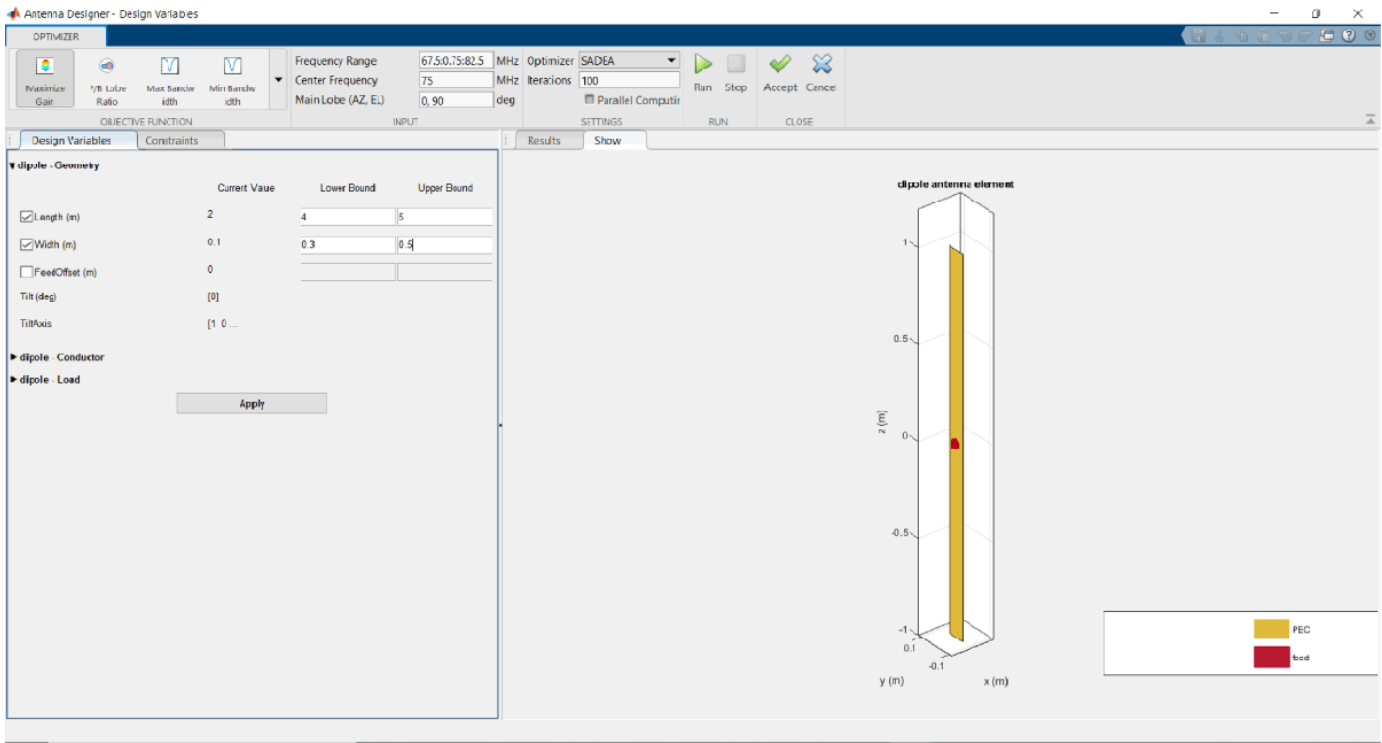 Antenna Designer - Design Variables
OPTIMIZER
Maximize Gain
F/B Lobe Ratio
Max Bandwidth
Min Bandwidth
OBJECTIVE FUNCTION
Frequency Range 67.5:0.75:82.5 MHz
Center Frequency 75 MHz
Main Lobe (AZ, EL) 0, 90 deg
INPUT
Optimizer SADEA
Iterations 100
Parallel Computin
SETTINGS
Run Stop
RUN
Accept Cancel
CLOSE
Design Variables Constraints
Results Show
dipole - Geometry
Current Value Lower Bound Upper Bound
Length (m) 2 4 5
Width (m) 0.1 0.3 0.5
FeedOffset (m) 0
Tilt (deg) [0]
TiltAxis [1 0 ...
dipole - Conductor
dipole - Load
Apply
dipole antenna element
1
0.5
0
-0.5
-1
z (m)
0.1
-0.1
y (m) x (m)
PEC
feed